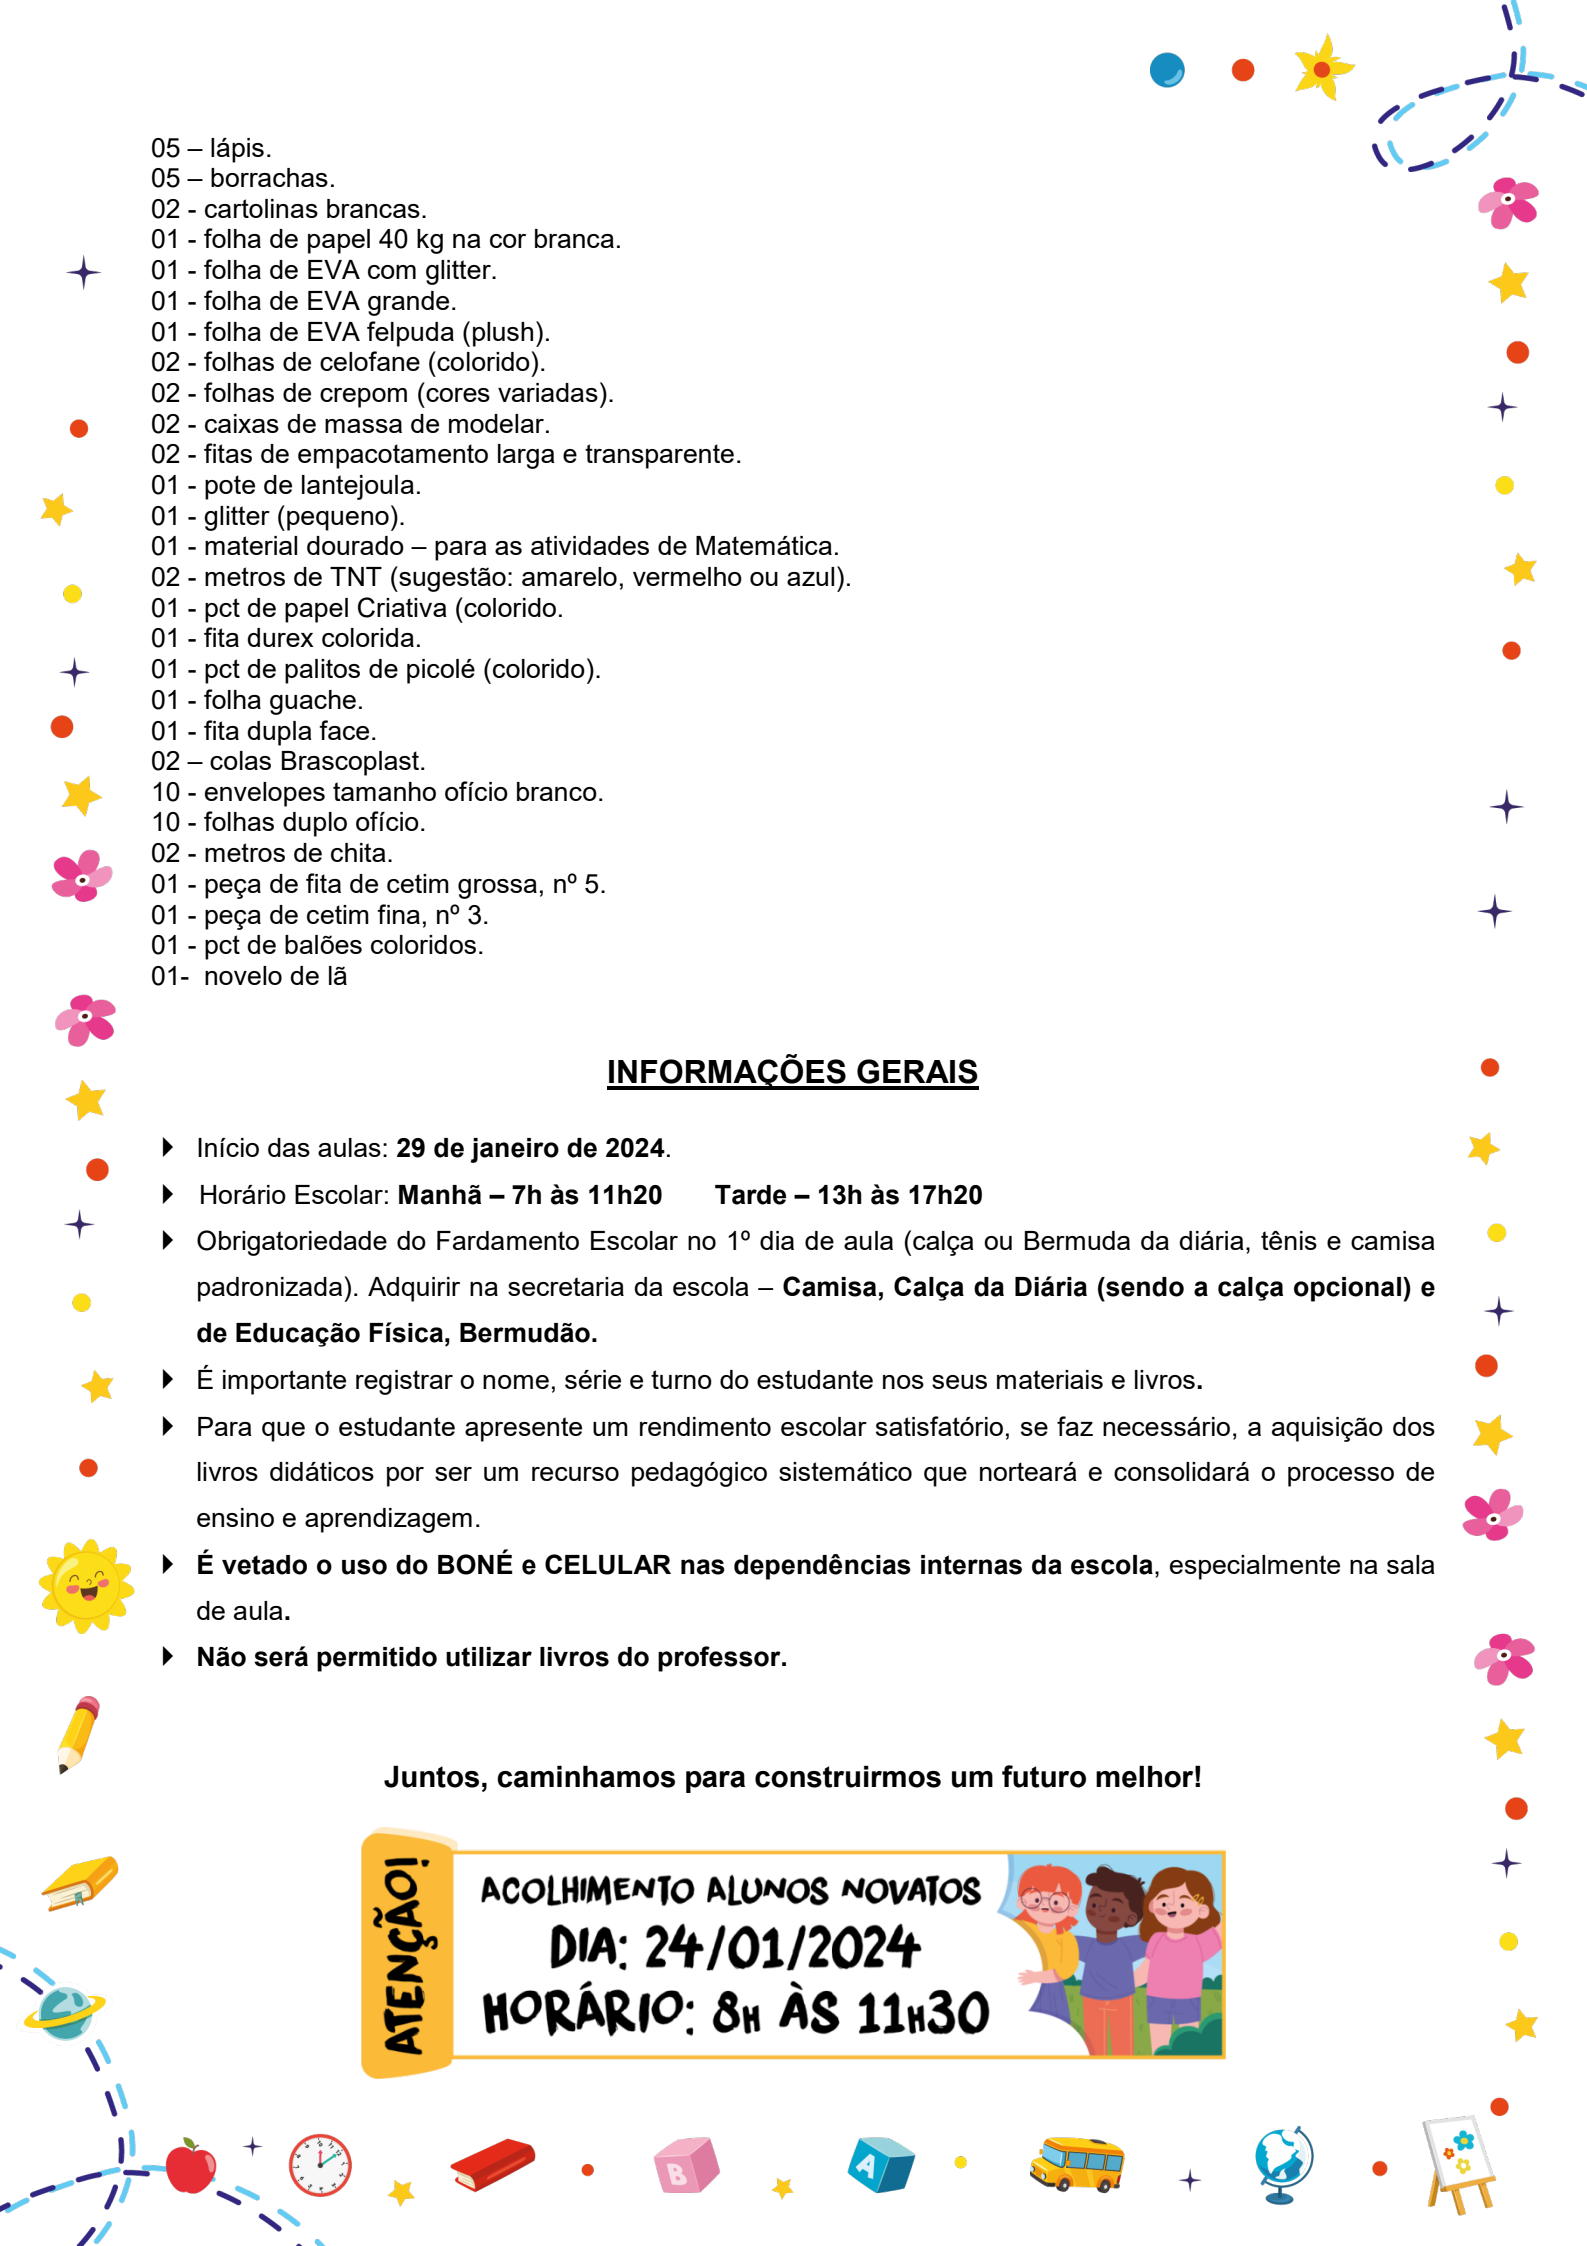 05 – lápis.
05 – borrachas.
02 - cartolinas brancas.
01 - folha de papel 40 kg na cor branca.
01 - folha de EVA com glitter.
01 - folha de EVA grande.
01 - folha de EVA felpuda (plush).
02 - folhas de celofane (colorido).
02 - folhas de crepom (cores variadas).
02 - caixas de massa de modelar.
02 - fitas de empacotamento larga e transparente.
01 - pote de lantejoula.
01 - glitter (pequeno).
01 - material dourado – para as atividades de Matemática.
02 - metros de TNT (sugestão: amarelo, vermelho ou azul).
01 - pct de papel Criativa (colorido.
01 - fita durex colorida.
01 - pct de palitos de picolé (colorido).
01 - folha guache.
01 - fita dupla face.
02 – colas Brascoplast.
10 - envelopes tamanho ofício branco.
10 - folhas duplo ofício.
02 - metros de chita.
01 - peça de fita de cetim grossa, nº 5.
01 - peça de cetim fina, nº 3.
01 - pct de balões coloridos.
01-  novelo de lã
INFORMAÇÕES GERAIS
Início das aulas: 29 de janeiro de 2024.
Horário Escolar: Manhã – 7h às 11h20 Tarde – 13h às 17h20
Obrigatoriedade do Fardamento Escolar no 1º dia de aula (calça ou Bermuda da diária, tênis e camisa
padronizada). Adquirir na secretaria da escola – Camisa, Calça da Diária (sendo a calça opcional) e
de Educação Física, Bermudão.
É importante registrar o nome, série e turno do estudante nos seus materiais e livros.
Para que o estudante apresente um rendimento escolar satisfatório, se faz necessário, a aquisição dos
livros didáticos por ser um recurso pedagógico sistemático que norteará e consolidará o processo de
ensino e aprendizagem.
É vetado o uso do BONÉ e CELULAR nas dependências internas da escola, especialmente na sala
de aula.
Não será permitido utilizar livros do professor.
Juntos, caminhamos para construirmos um futuro melhor!
ATENÇÃO!
ACOLHIMENTO ALUNOS NOVATOS
DIA: 24/01/2024
HORÁRIO: 8H ÀS 11H30
B
A